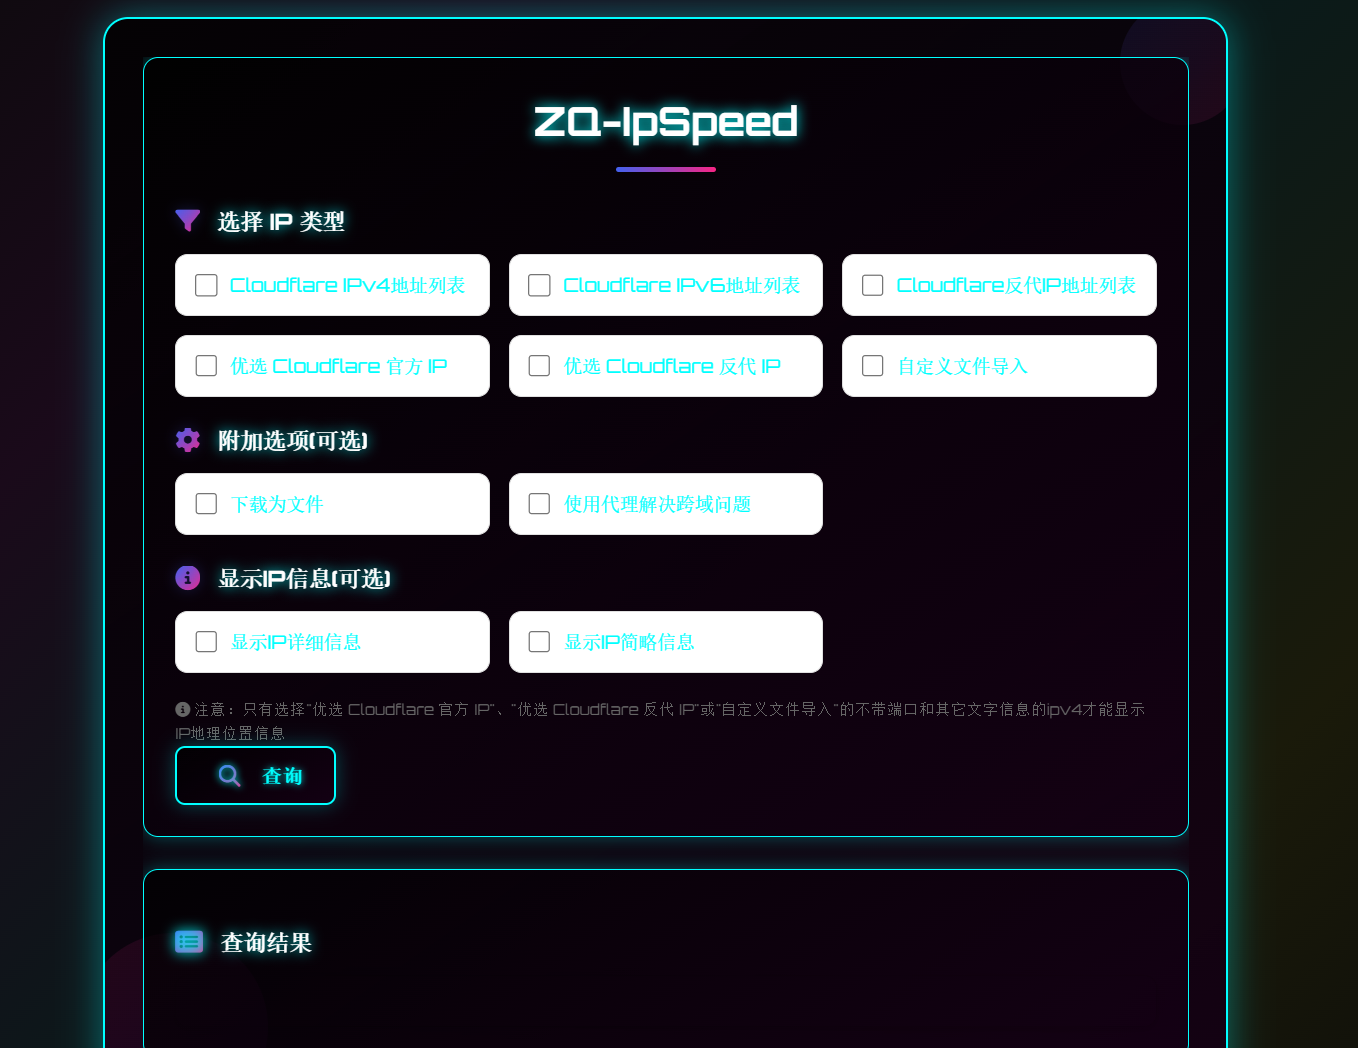 ZQ-IpSpeed
选择 IP 类型
Cloudflare IPv4地址列表
Cloudflare IPv6地址列表
Cloudflare反代IP地址列表
优选 Cloudflare 官方 IP
优选 Cloudflare 反代 IP
自定义文件导入
附加选项(可选)
下载为文件
使用代理解决跨域问题
显示IP信息(可选)
显示IP详细信息
显示IP简略信息
注意：只有选择"优选 Cloudflare 官方 IP"、"优选 Cloudflare 反代 IP"或"自定义文件导入"的不带端口和其它文字信息的ipv4才能显示
IP地理位置信息
查询
查询结果